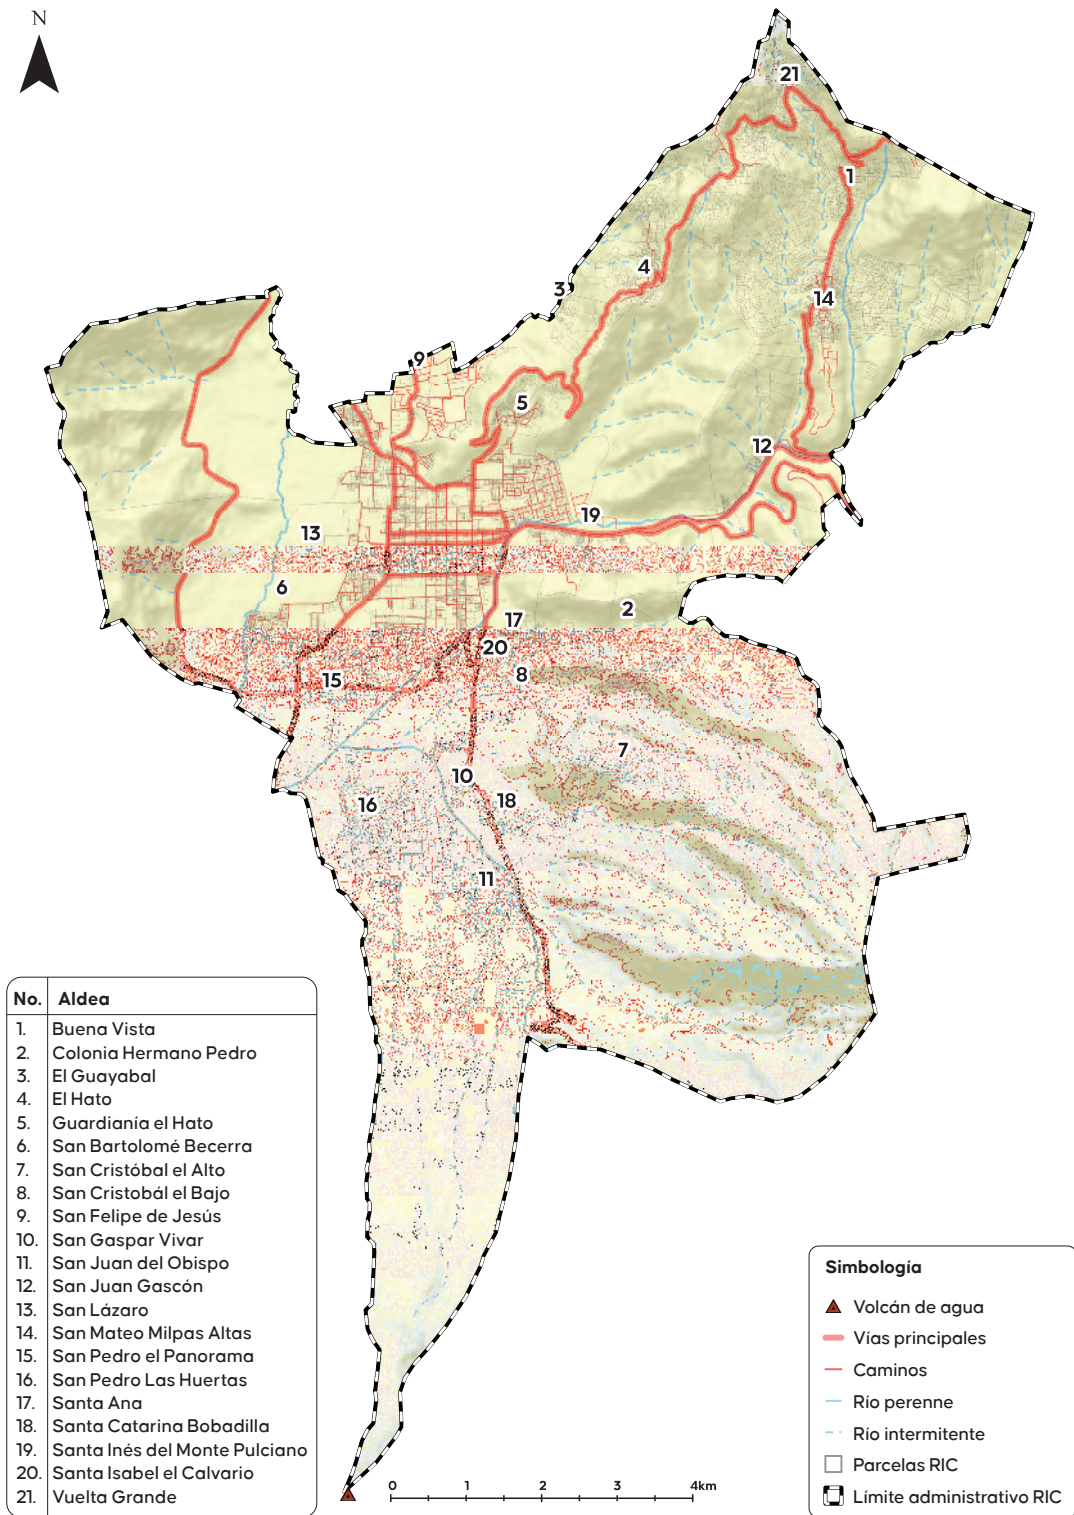 N
21
1
4
3
14
9
5
12
19
13
6
2
17
20
8
15
7
10
18
16
11
No. Aldea
1. Buena Vista
2. Colonia Hermano Pedro
3. El Guayabal
4. El Hato
5. Guardianía el Hato
6. San Bartolomé Becerra
7. San Cristóbal el Alto
8. San Cristobál el Bajo
9. San Felipe de Jesús
10. San Gaspar Vivar
11. San Juan del Obispo
12. San Juan Gascón
13. San Lázaro
14. San Mateo Milpas Altas
15. San Pedro el Panorama
16. San Pedro Las Huertas
17. Santa Ana
18. Santa Catarina Bobadilla
19. Santa Inés del Monte Pulciano
20. Santa Isabel el Calvario
21. Vuelta Grande
0 1 2 3 4km
Simbología
Volcán de agua
Vías principales
Caminos
Río perenne
Río intermitente
Parcelas RIC
Límite administrativo RIC